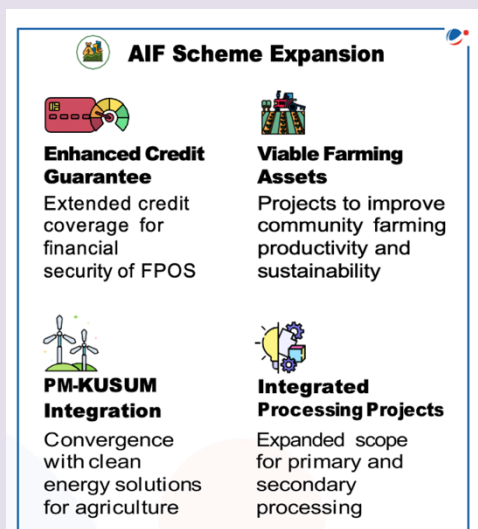 AIF Scheme Expansion
Enhanced Credit
Guarantee
Extended credit
coverage for
financial
security of FPOS
Viable Farming
Assets
Projects to improve
community farming
productivity and
sustainability
PM-KUSUM
Integration
Convergence
with clean
energy solutions
for agriculture
Integrated
Processing Projects
Expanded scope
for primary and
secondary
processing